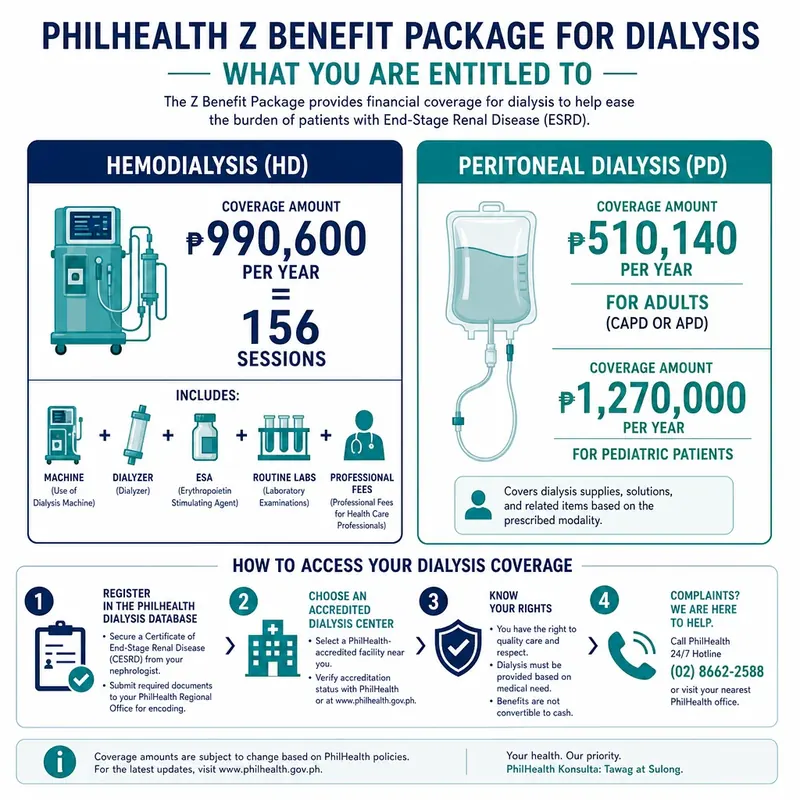 PHILHEALTH Z BENEFIT PACKAGE FOR DIALYSIS
WHAT YOU ARE ENTITLED TO
The Z Benefit Package provides financial coverage for dialysis to help ease
the burden of patients with End-Stage Renal Disease (ESRD).
HEMODIALYSIS (HD)
COVERAGE AMOUNT
₱990,600
PER YEAR
=
156
SESSIONS
INCLUDES:
+
+
+
+
MACHINE
(Use of
Dialysis Machine)
DIALYZER
(Dialyzer)
ESA
(Erythropoietin
Stimulating Agent)
ROUTINE LABS
(Laboratory
Examinations)
PROFESSIONAL
FEES
(Professional Fees
for Health Care
Professionals)
PERITONEAL DIALYSIS (PD)
COVERAGE AMOUNT
₱510,140
PER YEAR
FOR ADULTS
(CAPD OR APD)
COVERAGE AMOUNT
₱1,270,000
PER YEAR
FOR PEDIATRIC PATIENTS
Covers dialysis supplies, solutions,
and related items based on the
prescribed modality.
HOW TO ACCESS YOUR DIALYSIS COVERAGE
1
REGISTER
IN THE PHILHEALTH
DIALYSIS DATABASE
• Secure a Certificate of
End-Stage Renal Disease
(CESRD) from your
nephrologist.
• Submit required documents
to your PhilHealth Regional
Office for encoding.
2
CHOOSE AN
ACCREDITED
DIALYSIS CENTER
• Select a PhilHealth-
accredited facility near
you.
• Verify accreditation
status with PhilHealth
or at www.philhealth.gov.ph.
3
KNOW
YOUR RIGHTS
• You have the right to
quality care and
respect.
• Dialysis must be
provided based on
medical need.
• Benefits are not
convertible to cash.
4
COMPLAINTS?
WE ARE HERE
TO HELP.
Call PhilHealth
24/7 Hotline
(02) 8662-2588
or visit your nearest
PhilHealth office.
i
Coverage amounts are subject to change based on PhilHealth policies.
For the latest updates, visit www.philhealth.gov.ph.
Your health. Our priority.
PhilHealth Konsulta: Tawag at Sulong.